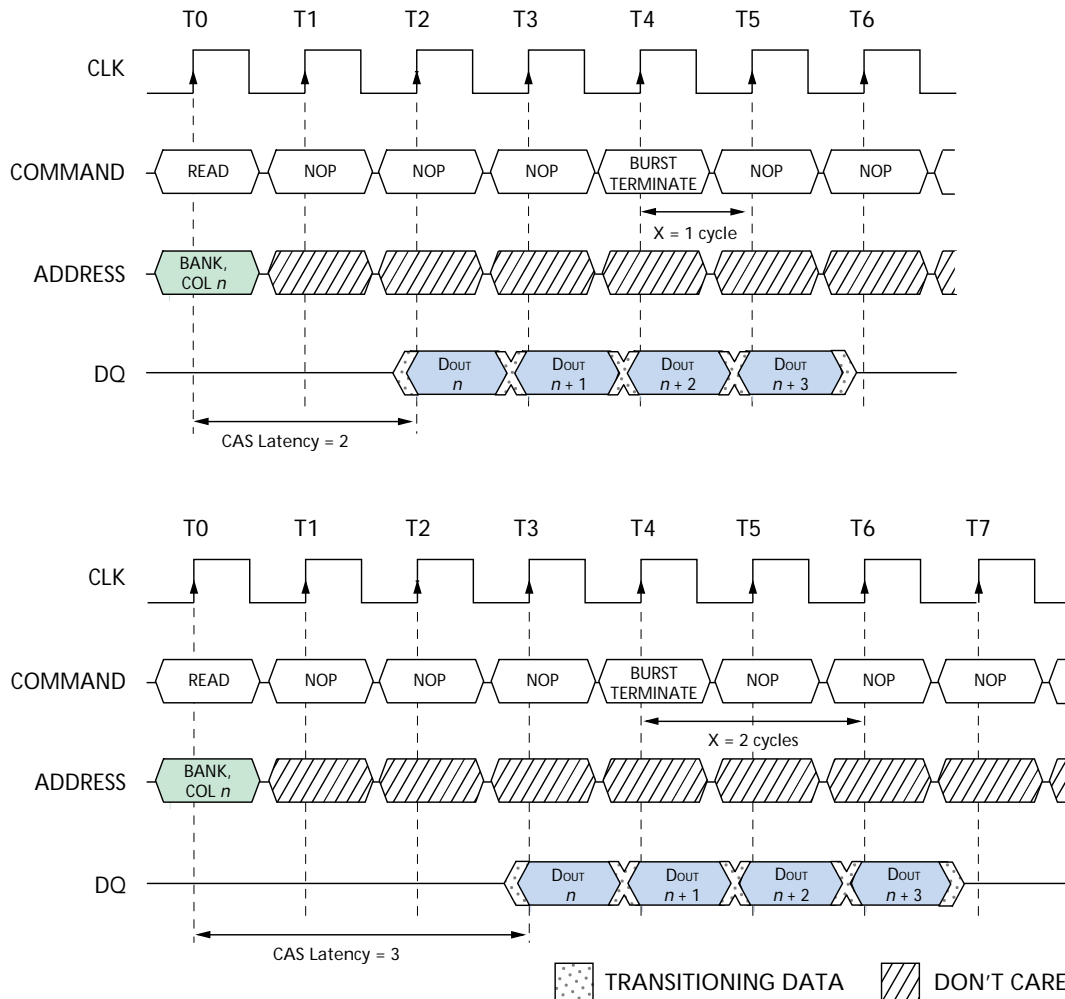 T0 T1 T2 T3 T4 T5 T6
CLK
COMMAND READ NOP NOP NOP BURST TERMINATE NOP NOP
X = 1 cycle
ADDRESS BANK, COL n
DQ DOUT n DOUT n + 1 DOUT n + 2 DOUT n + 3
CAS Latency = 2
T0 T1 T2 T3 T4 T5 T6 T7
CLK
COMMAND READ NOP NOP NOP BURST TERMINATE NOP NOP NOP
X = 2 cycles
ADDRESS BANK, COL n
DQ DOUT n DOUT n + 1 DOUT n + 2 DOUT n + 3
CAS Latency = 3
TRANSITIONING DATA DON'T CARE